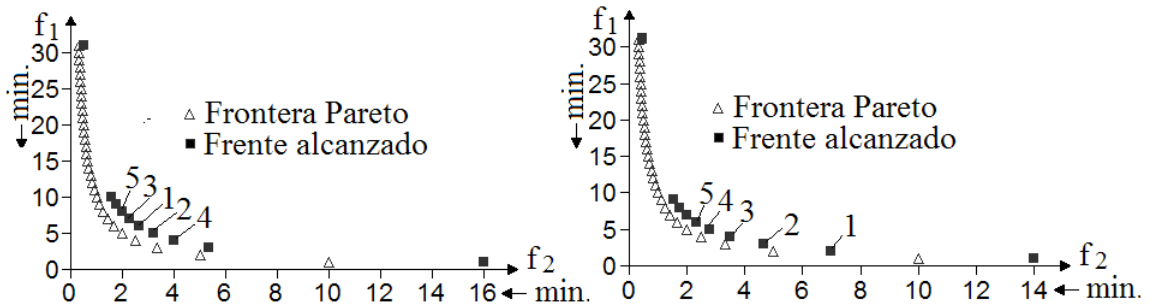 f1
30
25
20
15
10
5
0
min.
△ Frontera Pareto
■ Frente alcanzado
5 3 1 2 4
f2
0 2 4 6 8 10 12 14 16
min.
f1
30
25
20
15
10
5
0
min.
△ Frontera Pareto
■ Frente alcanzado
5 4 3 2 1
f2
0 2 4 6 8 10 12 14
min.